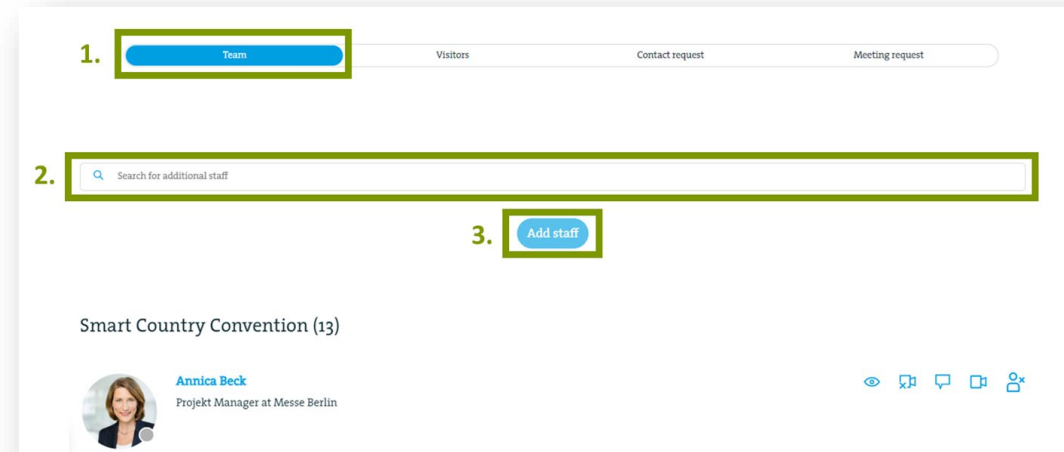 1. Team Visitors Contact request Meeting request
2. Search for additional staff
3. Add staff
Smart Country Convention (13)
Annica Beck
Projekt Manager at Messe Berlin